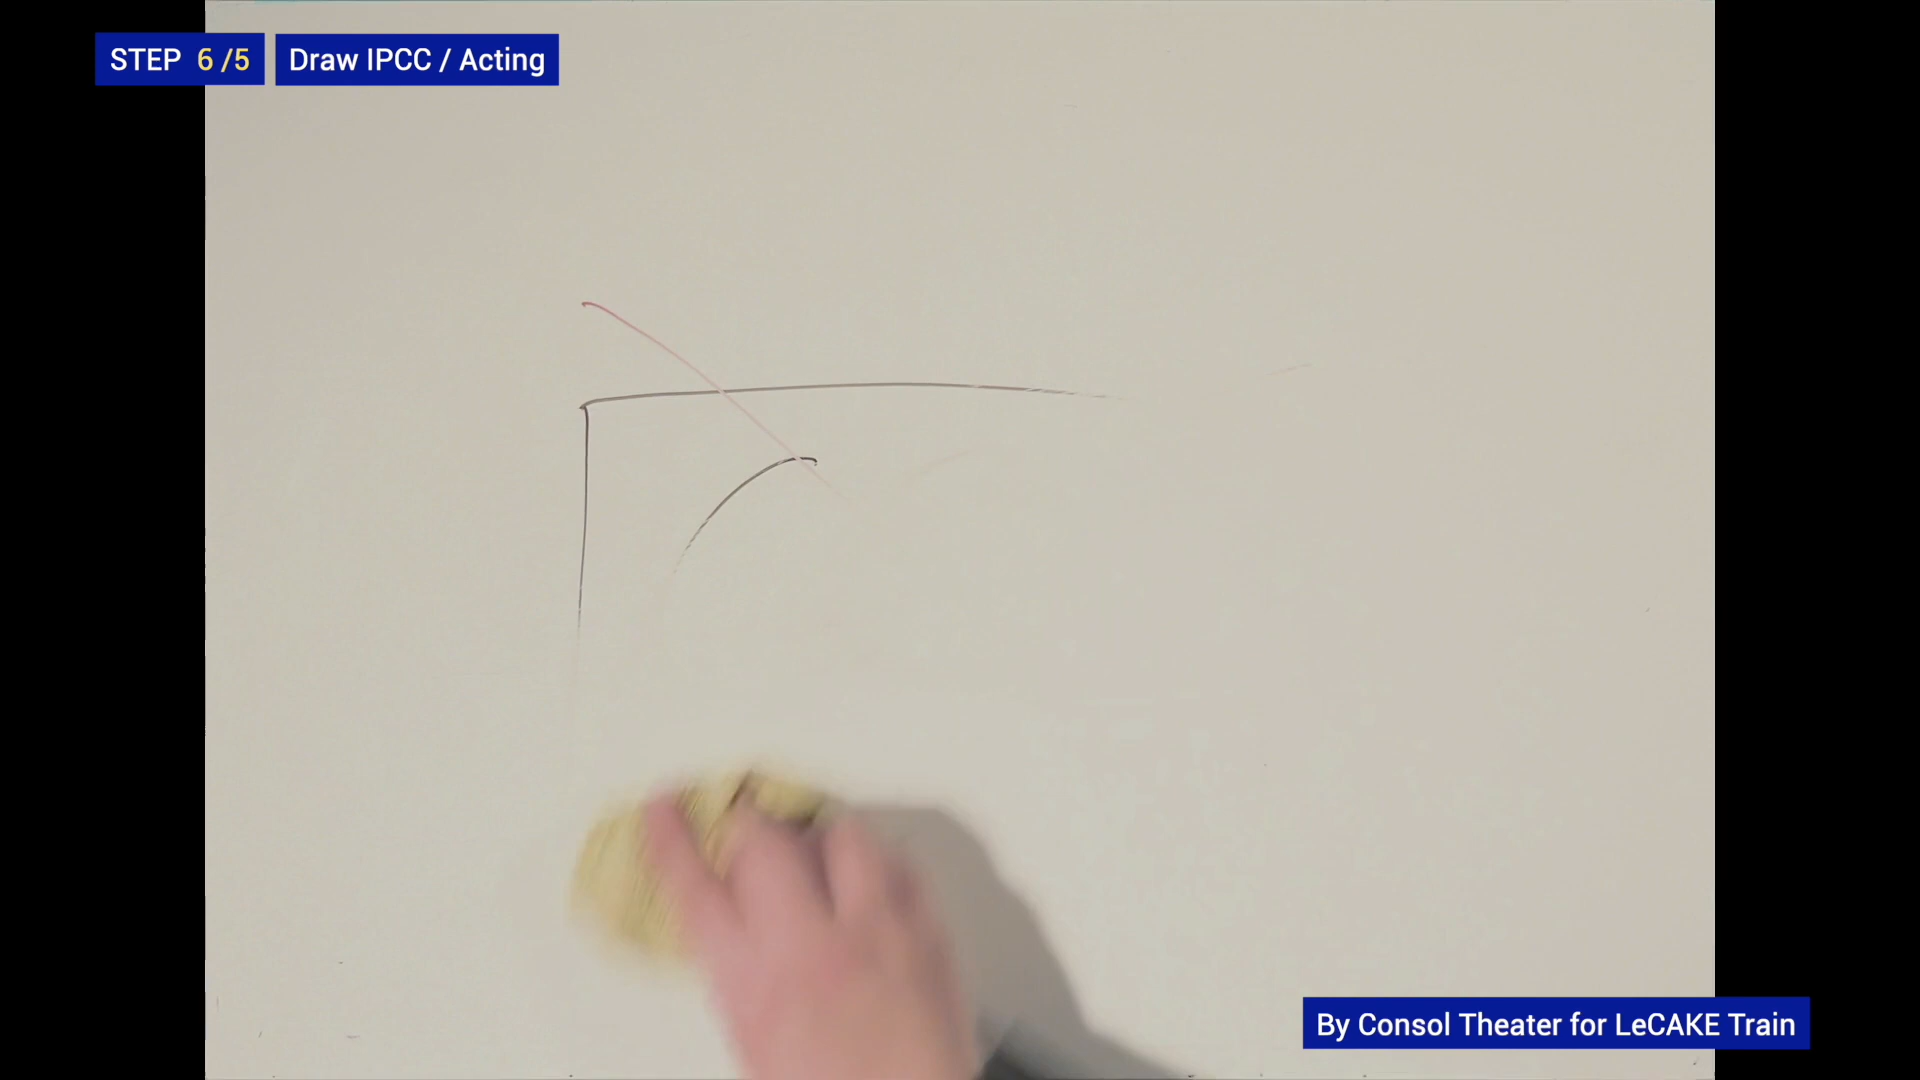 STEP 6 /5 Draw IPCC / Acting
By Consol Theater for LeCAKE Train